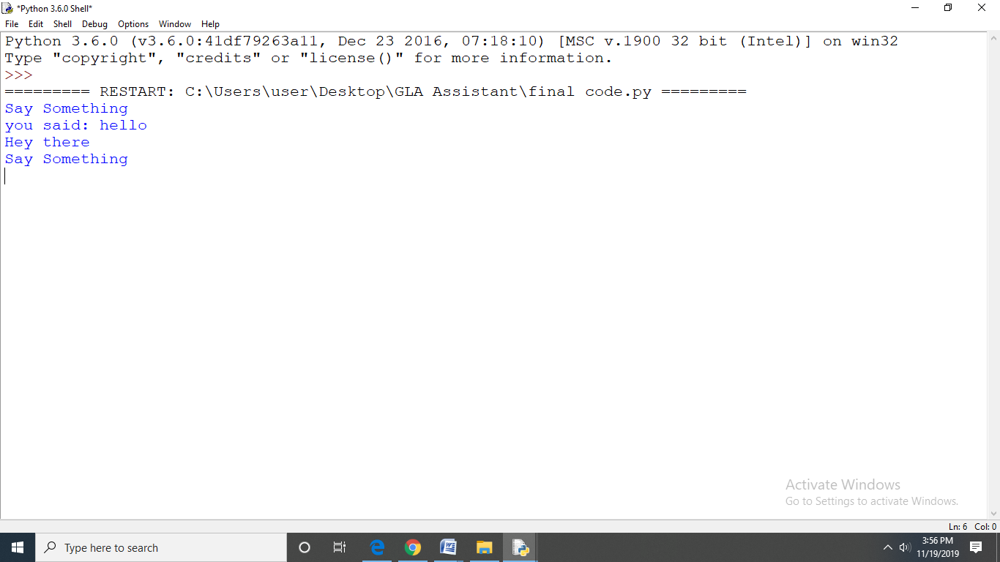 *Python 3.6.0 Shell*
File Edit Shell Debug Options Window Help
Python 3.6.0 (v3.6.0:41df79263a11, Dec 23 2016, 07:18:10) [MSC v.1900 32 bit (Intel)] on win32
Type "copyright", "credits" or "license()" for more information.
>>>
========= RESTART: C:\Users\user\Desktop\GLA Assistant\final code.py =========
Say Something
you said: hello
Hey there
Say Something
Activate Windows
Go to Settings to activate Windows.
Ln: 6 Col: 0
Type here to search
3:56 PM
11/19/2019